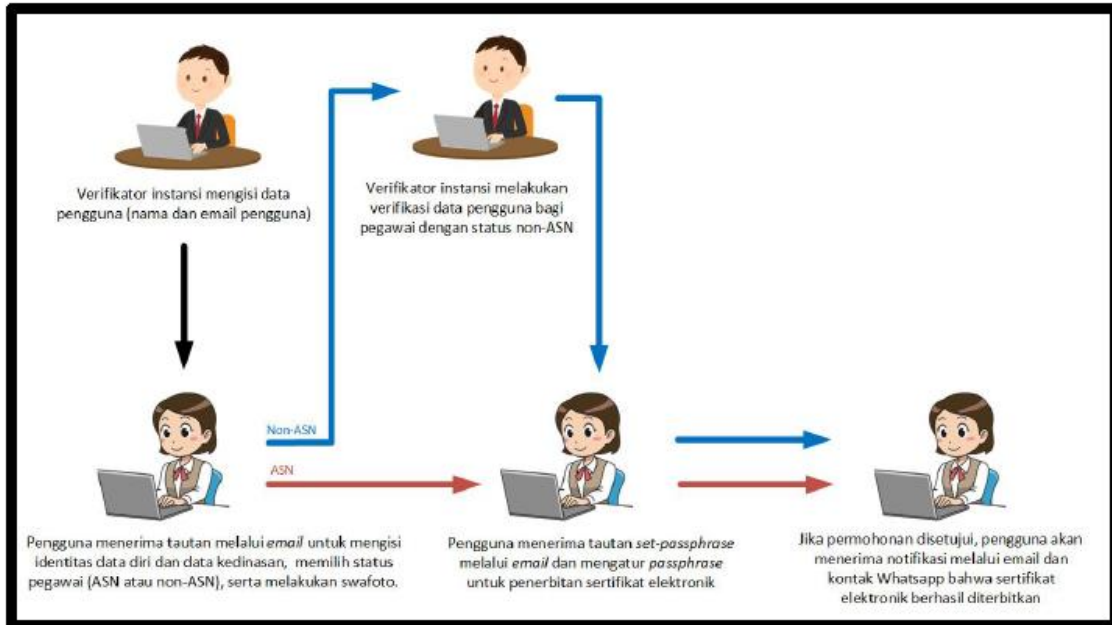 Verifikator instansi mengisi data
pengguna (nama dan email pengguna)
Verifikator instansi melakukan
verifikasi data pengguna bagi
pegawai dengan status non-ASN
Non-ASN
ASN
Pengguna menerima tautan melalui email untuk mengisi
identitas data diri dan data kedinasan, memilih status
pegawai (ASN atau non-ASN), serta melakukan swafoto.
Pengguna menerima tautan set-passphrase
melalui email dan mengatur passphrase
untuk penerbitan sertifikat elektronik
Jika permohonan disetujui, pengguna akan
menerima notifikasi melalui email dan
kontak Whatsapp bahwa sertifikat
elektronik berhasil diterbitkan